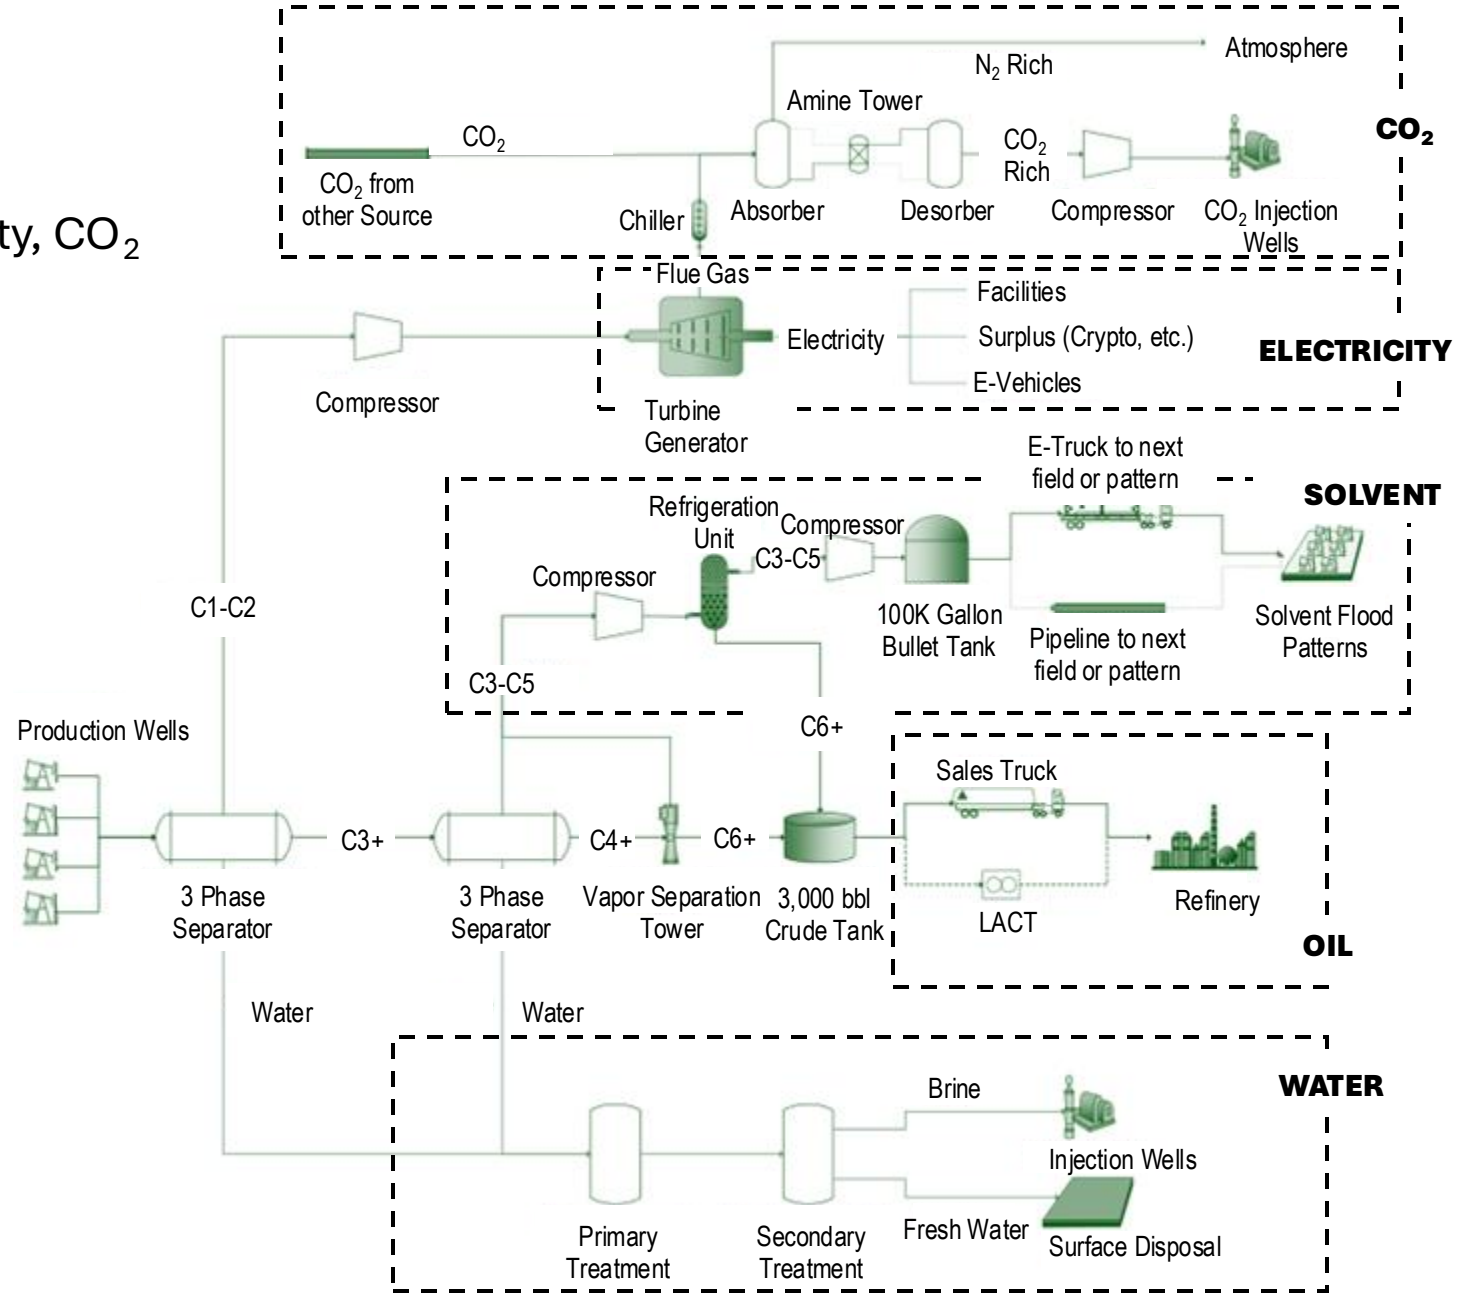 ty, CO₂
Atmosphere
N₂ Rich
Amine Tower
CO₂
CO₂
CO₂
Rich
CO₂ from
other Source
Chiller
Absorber
Desorber
Compressor
CO₂ Injection
Wells
Flue Gas
Facilities
Electricity
Surplus (Crypto, etc.)
ELECTRICITY
E-Vehicles
Compressor
Turbine
Generator
E-Truck to next
field or pattern
SOLVENT
Refrigeration
Unit
Compressor
C3-C5
Compressor
C1-C2
100K Gallon
Bullet Tank
Solvent Flood
Patterns
Pipeline to next
field or pattern
C3-C5
C6+
Production Wells
Sales Truck
C3+
C4+
C6+
3 Phase
Separator
3 Phase
Separator
Vapor Separation
Tower
3,000 bbl
Crude Tank
LACT
Refinery
OIL
Water
Water
WATER
Brine
Injection Wells
Primary
Treatment
Secondary
Treatment
Fresh Water
Surface Disposal